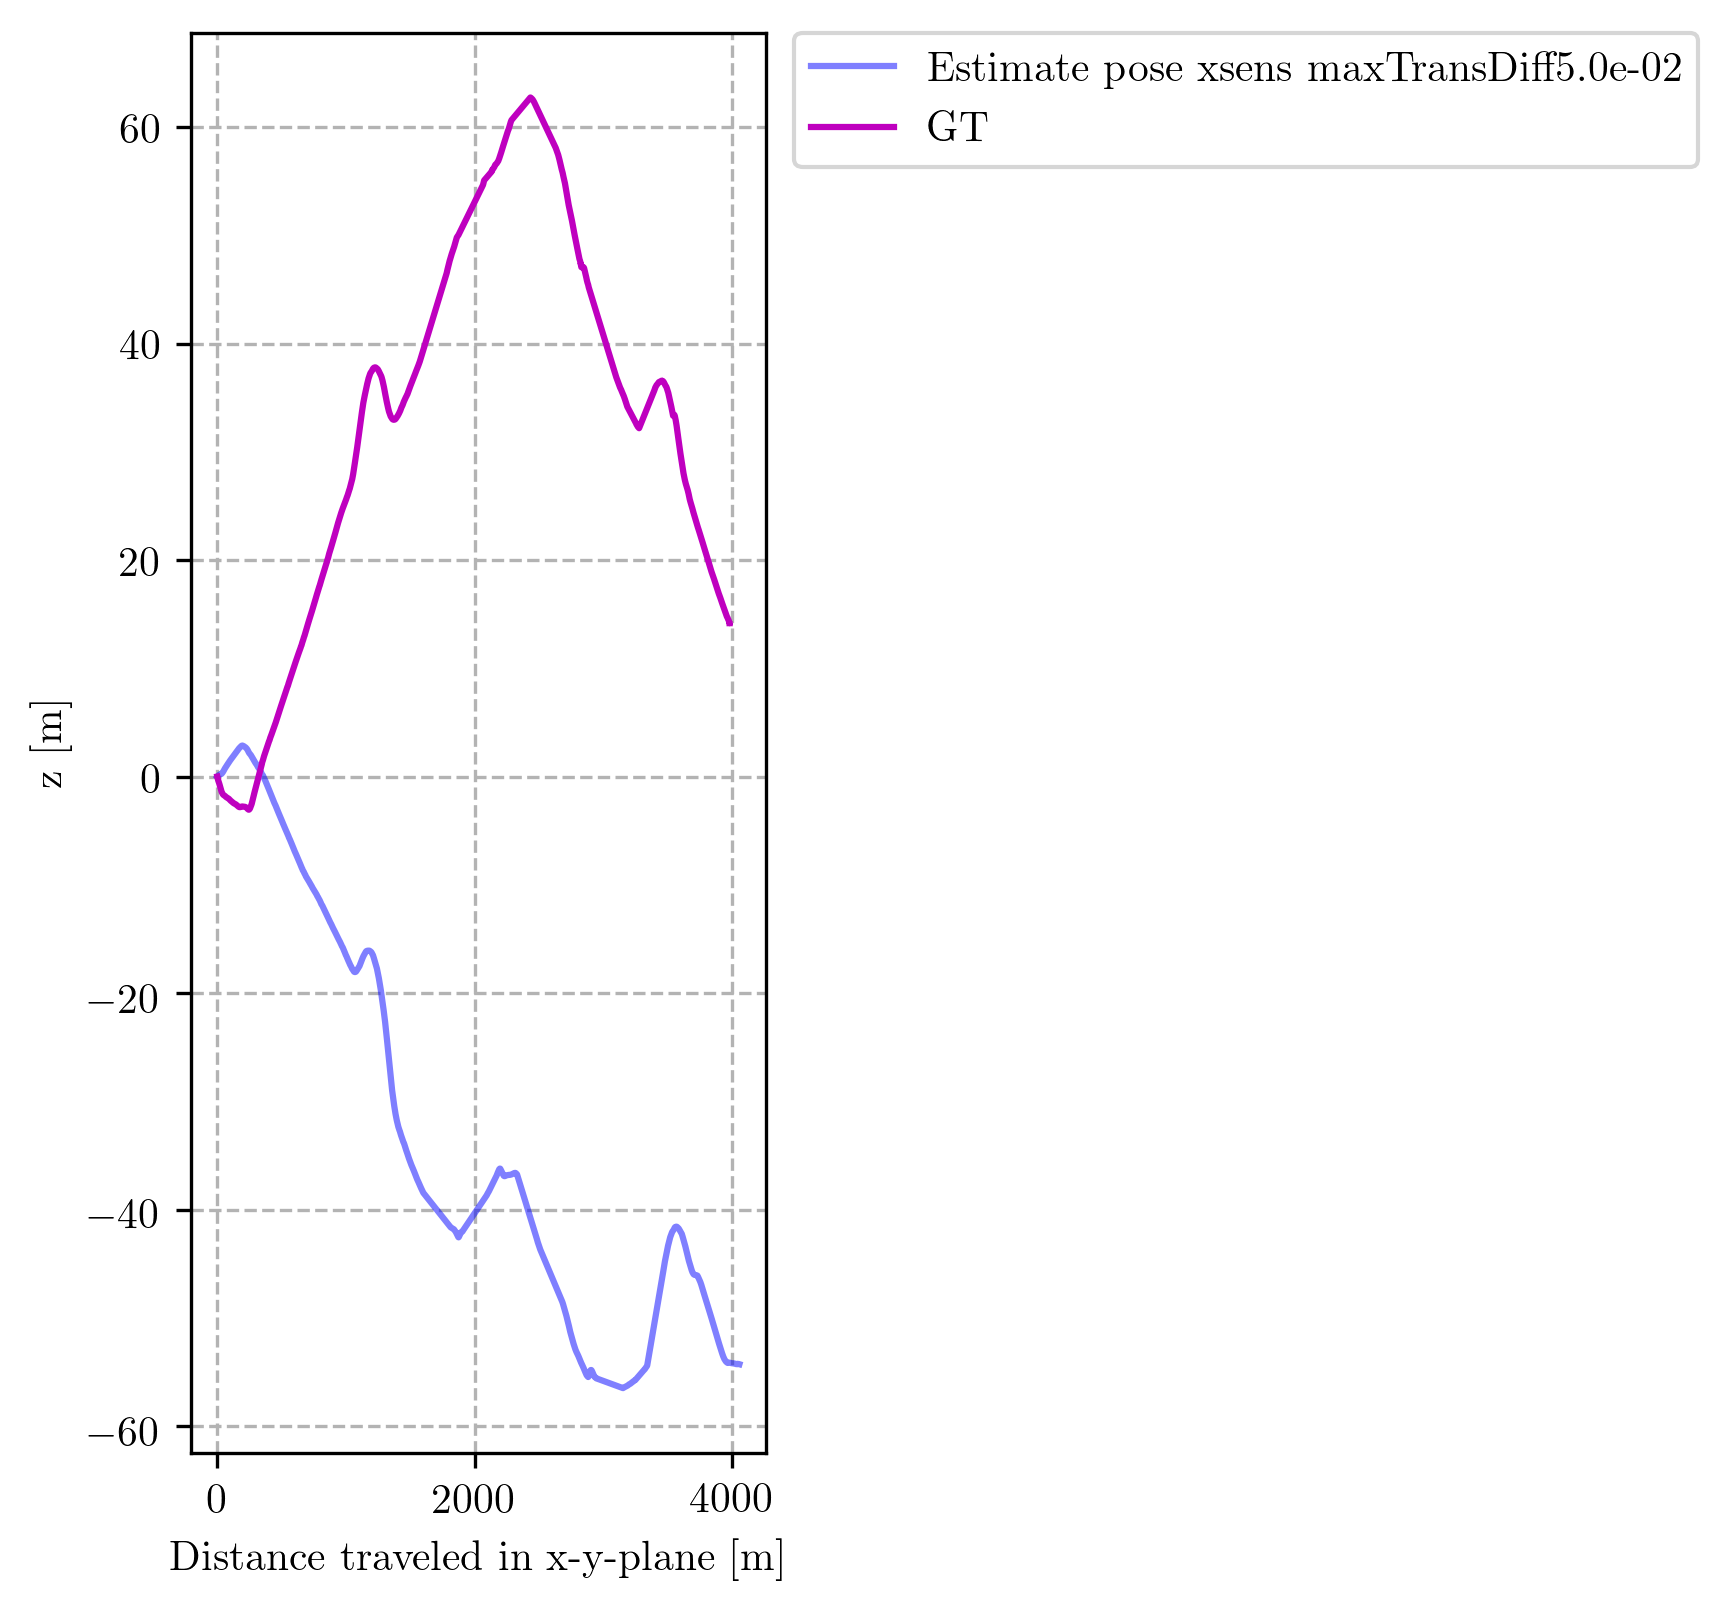 Estimate pose xsens maxTransDiff5.0e-02
GT
60
40
20
0
−20
−40
−60
z [m]
0 2000 4000
Distance traveled in x-y-plane [m]